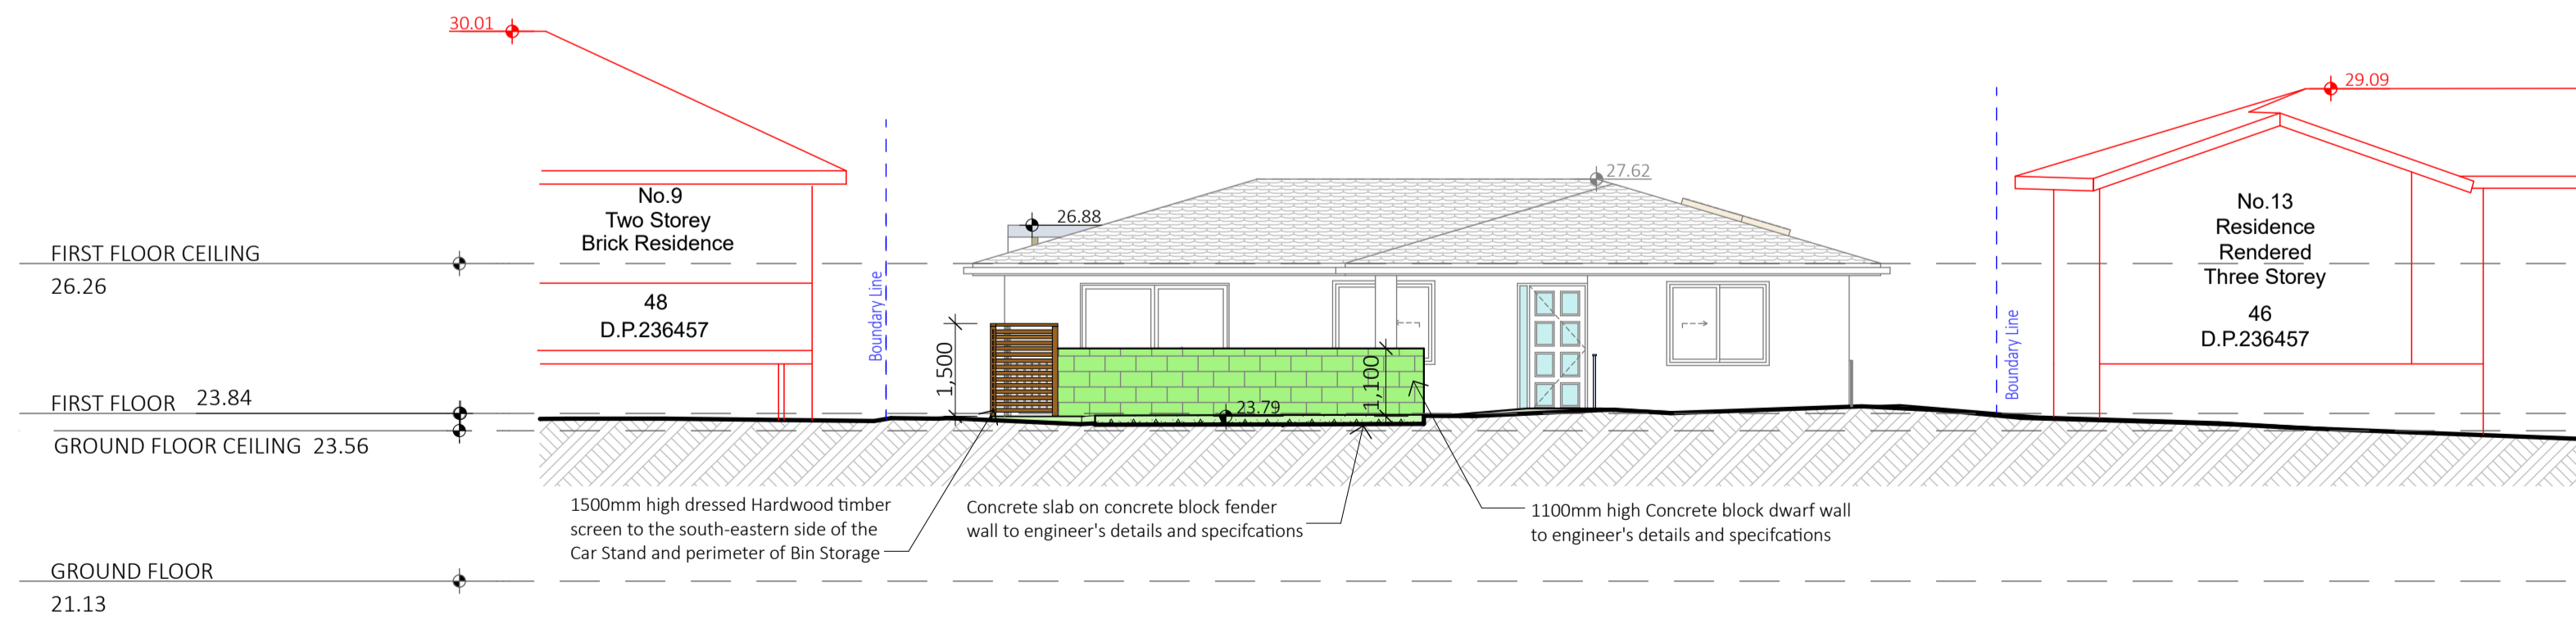 30.01
29.09
27.62
26.88
No.9
Two Storey
Brick Residence
48
D.P.236457
No.13
Residence
Rendered
Three Storey
46
D.P.236457
FIRST FLOOR CEILING
26.26
Boundary Line
Boundary Line
1,500
1,100
FIRST FLOOR 23.84
23.79
GROUND FLOOR CEILING 23.56
1500mm high dressed Hardwood timber
screen to the south-eastern side of the
Car Stand and perimeter of Bin Storage
Concrete slab on concrete block fender
wall to engineer's details and specifcations
1100mm high Concrete block dwarf wall
to engineer's details and specifcations
GROUND FLOOR
21.13